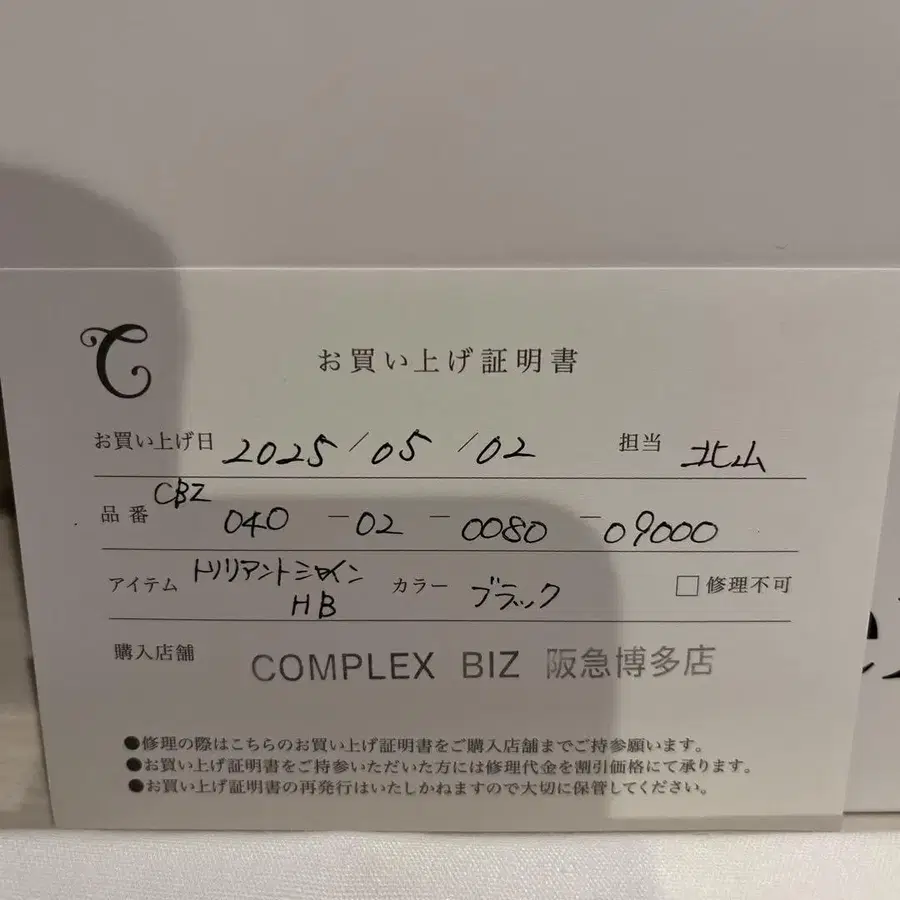 C
お買い上げ証明書
お買い上げ日 2025/05/02 担当 北山
品番 CBZ 040-02-0080-09000
アイテム トリリアントシャイン HB カラー ブラック □修理不可
購入店舗 COMPLEX BIZ 阪急博多店
●修理の際はこちらのお買い上げ証明書をご購入店舗までご持参願います。
●お買い上げ証明書をご持参いただいた方には修理代金を割引価格にて承ります。
●お買い上げ証明書の再発行はいたしかねますので大切に保管してください。